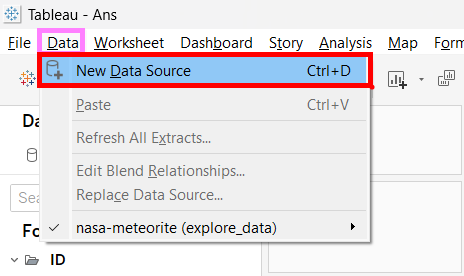 Tableau - Ans
File Data Worksheet Dashboard Story Analysis Map
New Data Source Ctrl+D
Paste Ctrl+V
Refresh All Extracts...
Edit Blend Relationships...
Replace Data Source...
nasa-meteorite (explore_data)
ID